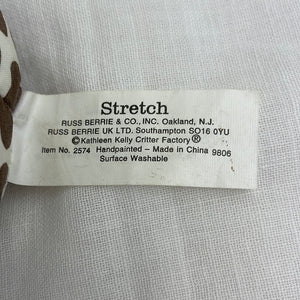 Stretch
RUSS BERRIE & CO., INC. Oakland, N.J.
RUSS BERRIE UK LTD. Southampton SO16 0YU
©Kathleen Kelly Critter Factory®
Item No. 2574 Handpainted – Made in China 9806
Surface Washable